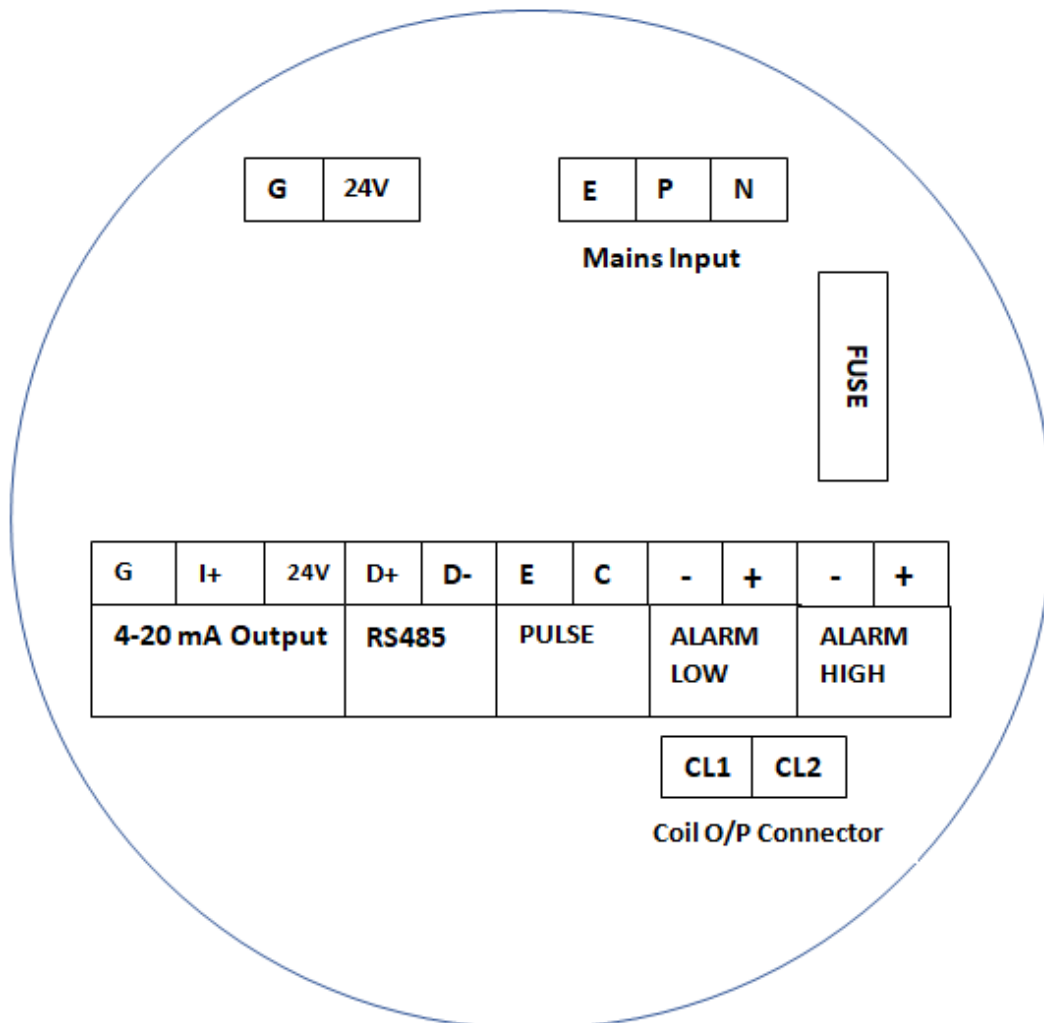 G 24V
E P N
Mains Input
FUSE
G I+ 24V D+ D- E C - + - +
4-20 mA Output RS485 PULSE ALARM LOW ALARM HIGH
CL1 CL2
Coil O/P Connector